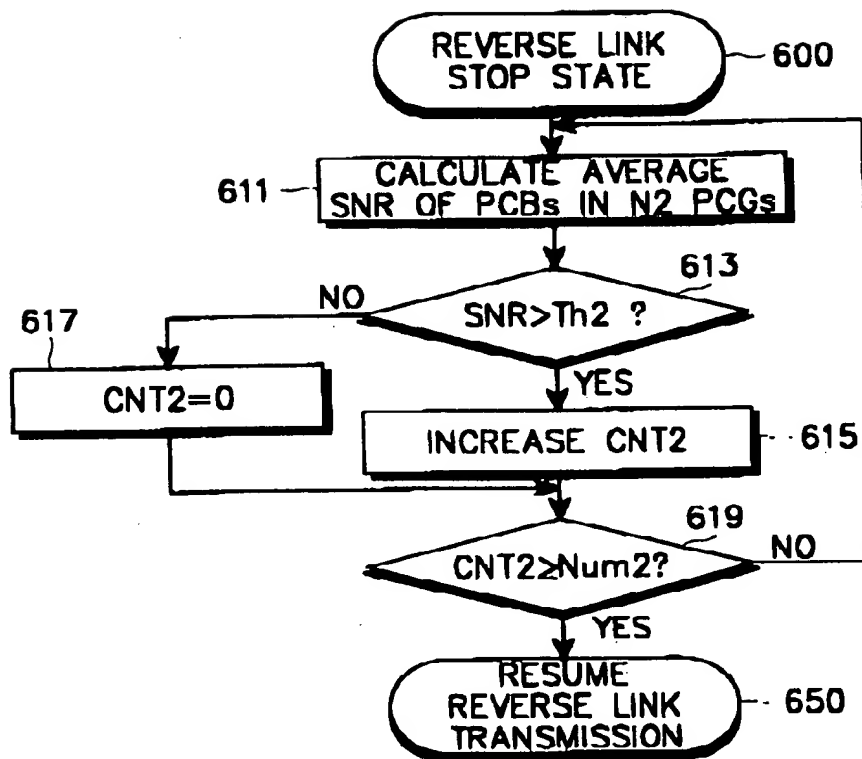 REVERSE LINK
STOP STATE
600
611
CALCULATE AVERAGE
SNR OF PCBs IN N2 PCGs
613
SNR>Th2 ?
NO
617
CNT2=0
YES
INCREASE CNT2
615
619
CNT2≥Num2?
NO
YES
RESUME
REVERSE LINK
TRANSMISSION
650